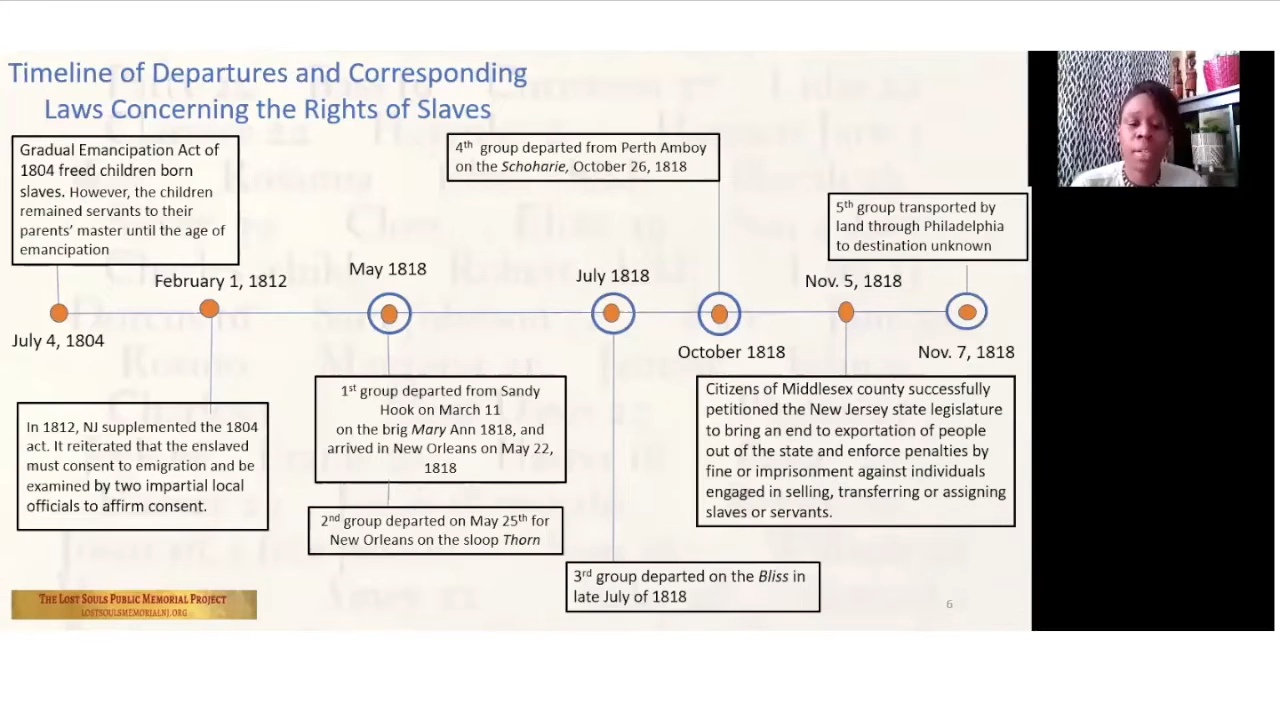 Timeline of Departures and Corresponding
Laws Concerning the Rights of Slaves
Gradual Emancipation Act of
1804 freed children born
slaves. However, the children
remained servants to their
parents’ master until the age of
emancipation
July 4, 1804
February 1, 1812
In 1812, NJ supplemented the 1804
act. It reiterated that the enslaved
must consent to emigration and be
examined by two impartial local
officials to affirm consent.
May 1818
1st group departed from Sandy
Hook on March 11
on the brig Mary Ann 1818, and
arrived in New Orleans on May 22,
1818
2nd group departed on May 25th for
New Orleans on the sloop Thorn
July 1818
3rd group departed on the Bliss in
late July of 1818
4th group departed from Perth Amboy
on the Schoharie, October 26, 1818
October 1818
Nov. 5, 1818
Citizens of Middlesex county successfully
petitioned the New Jersey state legislature
to bring an end to exportation of people
out of the state and enforce penalties by
fine or imprisonment against individuals
engaged in selling, transferring or assigning
slaves or servants.
5th group transported by
land through Philadelphia
to destination unknown
Nov. 7, 1818
The Lost Souls Public Memorial Project
lostsoulsmemorialnj.org
6